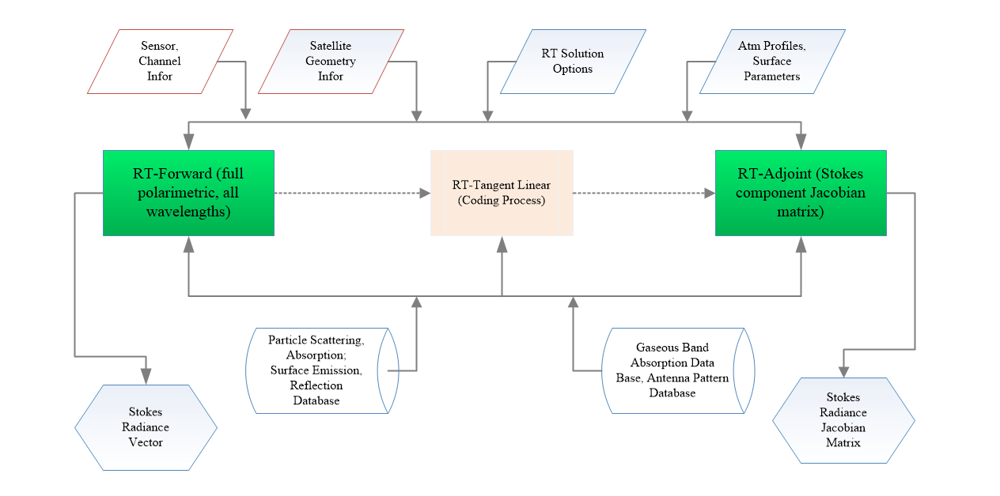 Sensor,
Channel
Infor
Satellite
Geometry
Infor
RT Solution
Options
Atm Profiles,
Surface
Parameters
RT-Forward (full
polarimetric, all
wavelengths)
RT-Tangent Linear
(Coding Process)
RT-Adjoint (Stokes
component Jacobian
matrix)
Particle Scattering,
Absorption;
Surface Emission,
Reflection
Database
Gaseous Band
Absorption Data
Base, Antenna Pattern
Database
Stokes
Radiance
Vector
Stokes
Radiance
Jacobian
Matrix